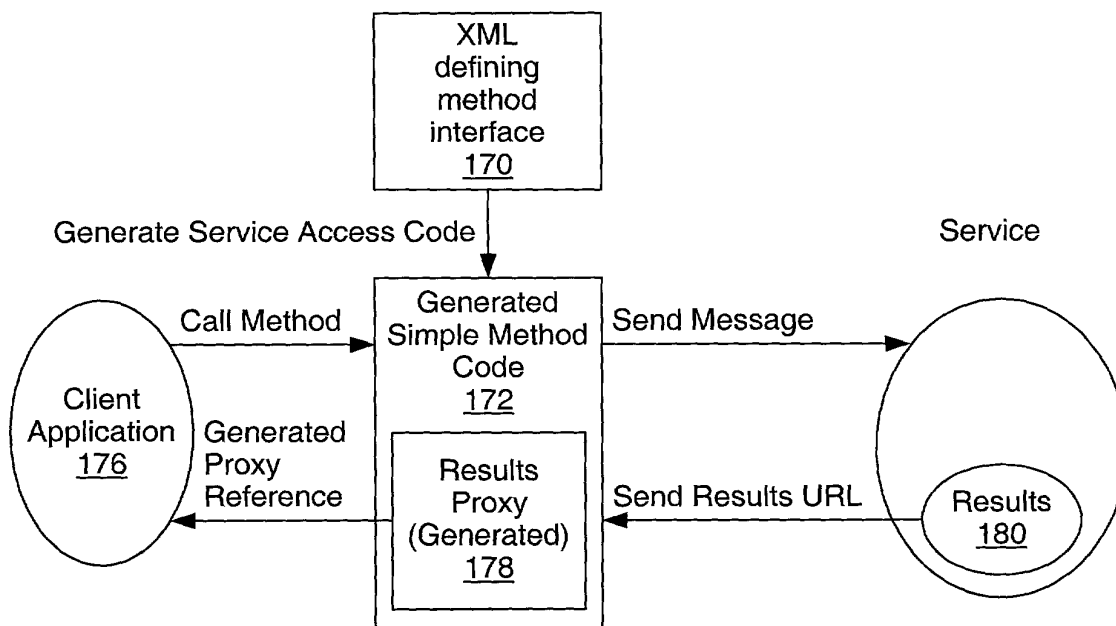 XML
defining
method
interface
170
Generate Service Access Code
Service
Call Method
Generated
Simple Method
Code
172
Send Message
Client
Application
176
Generated
Proxy
Reference
Results
Proxy
(Generated)
178
Send Results URL
Results
180